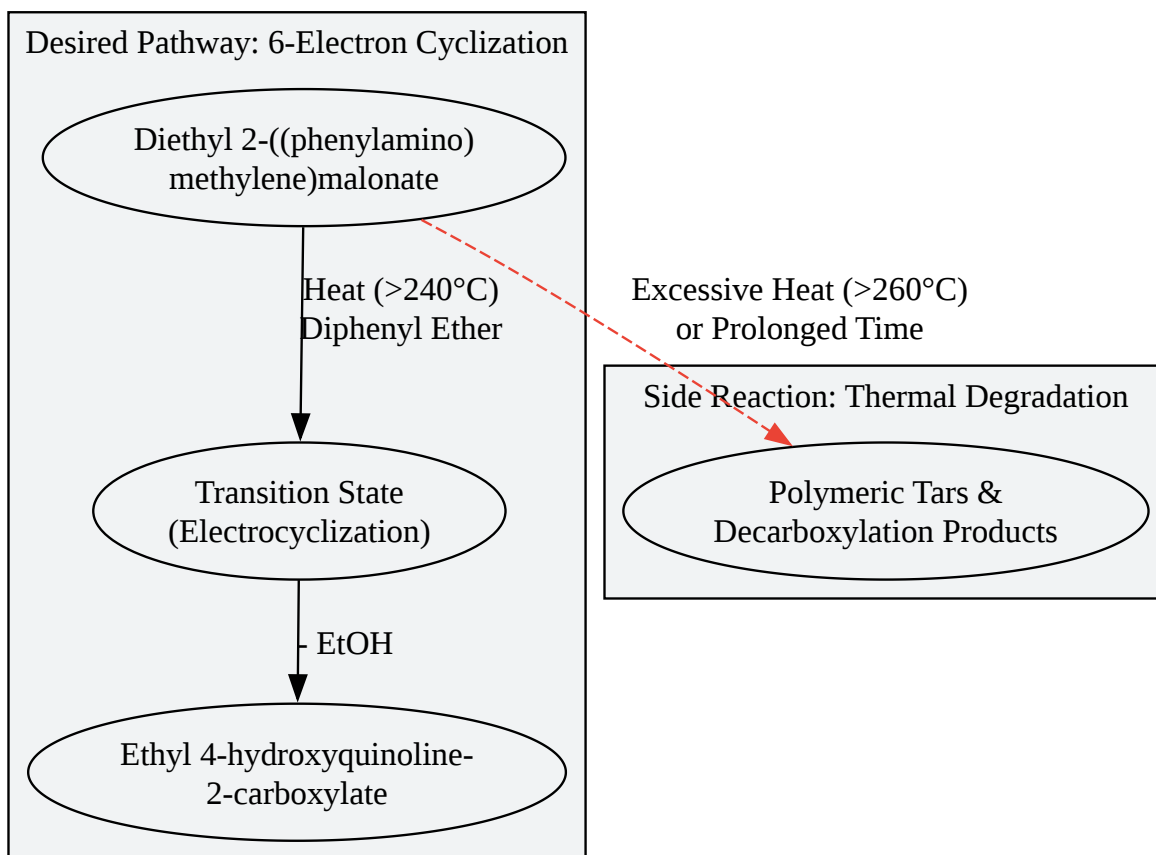 Desired Pathway: 6-Electron Cyclization
Diethyl 2-((phenylamino)
methylene)malonate
Heat (>240°C)
Diphenyl Ether
Excessive Heat (>260°C)
or Prolonged Time
Side Reaction: Thermal Degradation
Transition State
(Electrocyclization)
Polymeric Tars &
Decarboxylation Products
- EtOH
Ethyl 4-hydroxyquinoline-
2-carboxylate